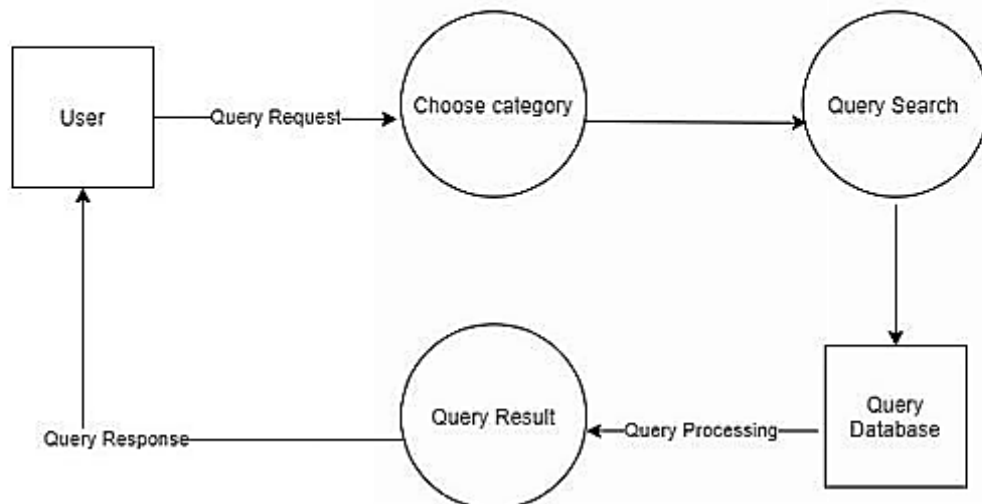 User
Query Request
Choose category
Query Search
Query
Database
Query Processing
Query Result
Query Response